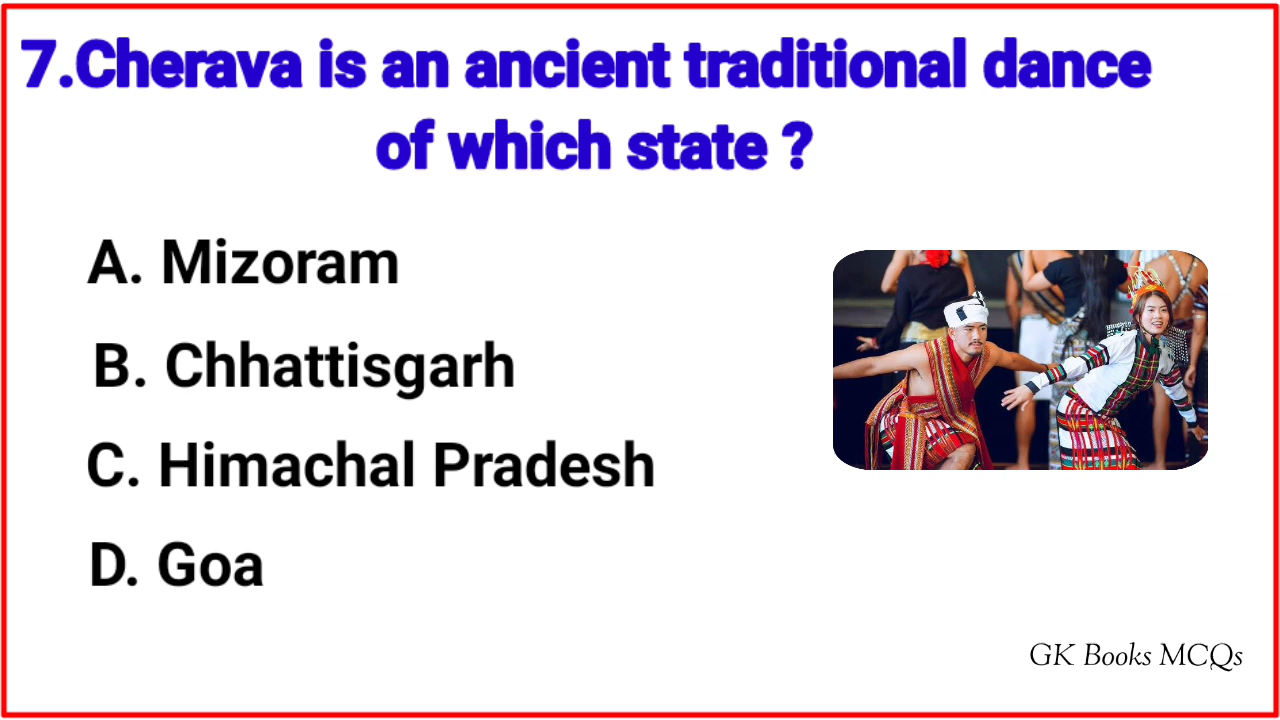 7.Cherava is an ancient traditional dance
of which state ?
A. Mizoram
B. Chhattisgarh
C. Himachal Pradesh
D. Goa
GK Books MCQs